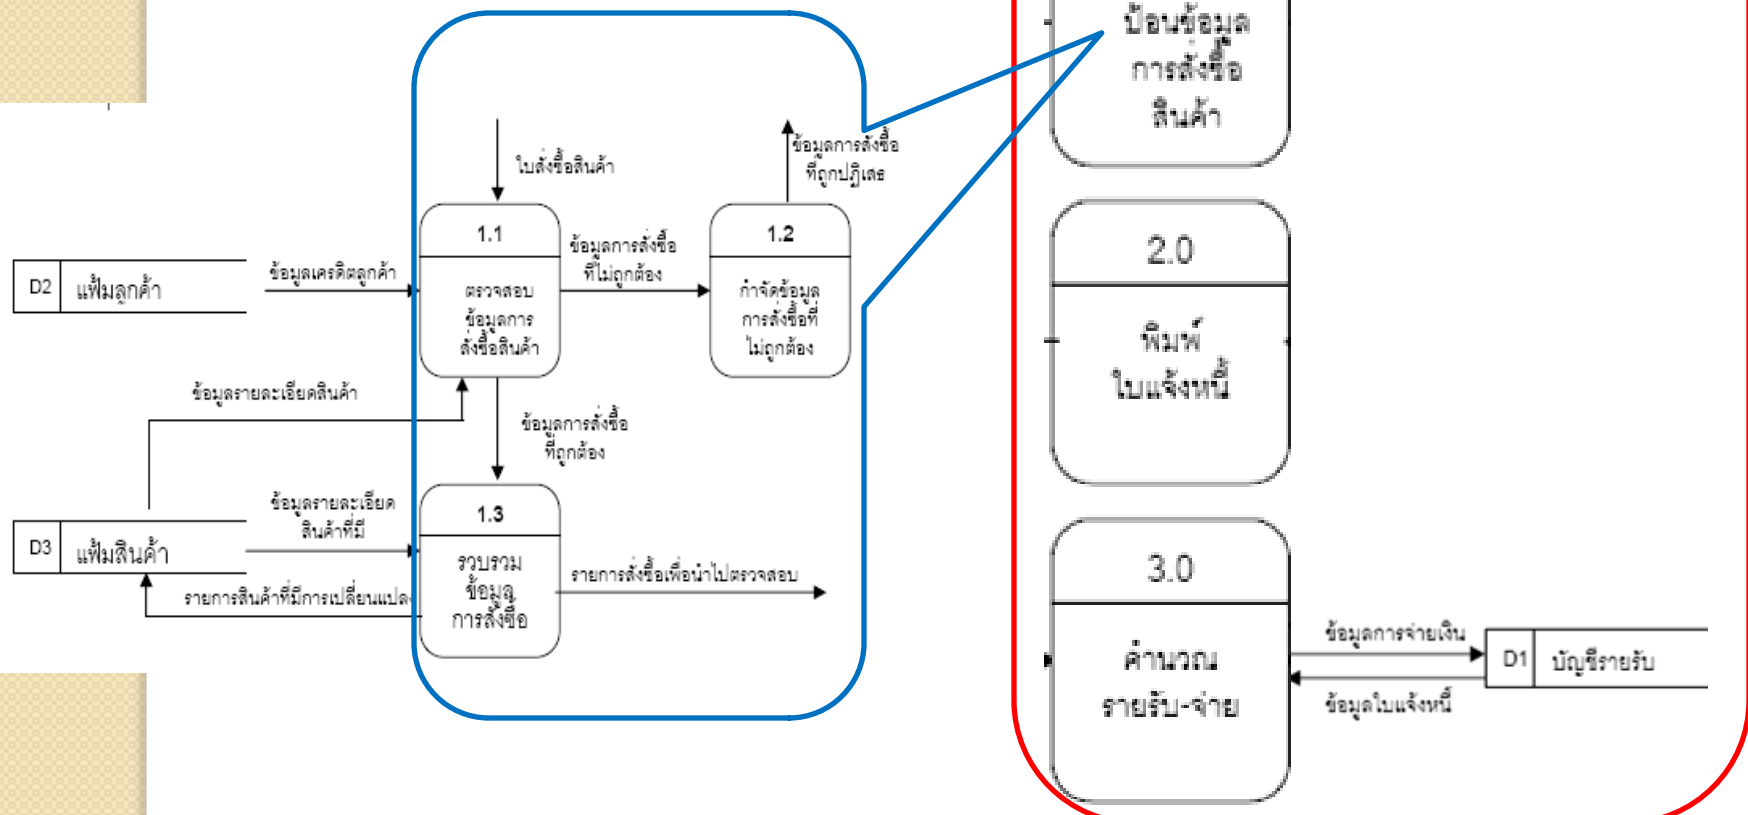 ใบสั่งซื้อสินค้า
ข้อมูลการสั่งซื้อ
ที่ถูกปฏิเสธ
1.1
ตรวจสอบ
ข้อมูลการ
สั่งซื้อสินค้า
ข้อมูลการสั่งซื้อ
ที่ไม่ถูกต้อง
1.2
กำจัดข้อมูล
การสั่งซื้อที่
ไม่ถูกต้อง
D2 แฟ้มลูกค้า
ข้อมูลเครดิตลูกค้า
ข้อมูลรายละเอียดสินค้า
ข้อมูลการสั่งซื้อ
ที่ถูกต้อง
ข้อมูลรายละเอียด
สินค้าที่มี
D3 แฟ้มสินค้า
รายการสินค้าที่มีการเปลี่ยนแปล
1.3
รวบรวม
ข้อมูล
การสั่งซื้อ
รายการสั่งซื้อเพื่อนำไปตรวจสอบ
ป้อนข้อมูล
การสั่งซื้อ
สินค้า
2.0
พิมพ์
ใบแจ้งหนี้
3.0
คำนวณ
รายรับ-จ่าย
ข้อมูลการจ่ายเงิน
D1 บัญชีรายรับ
ข้อมูลใบแจ้งหนี้